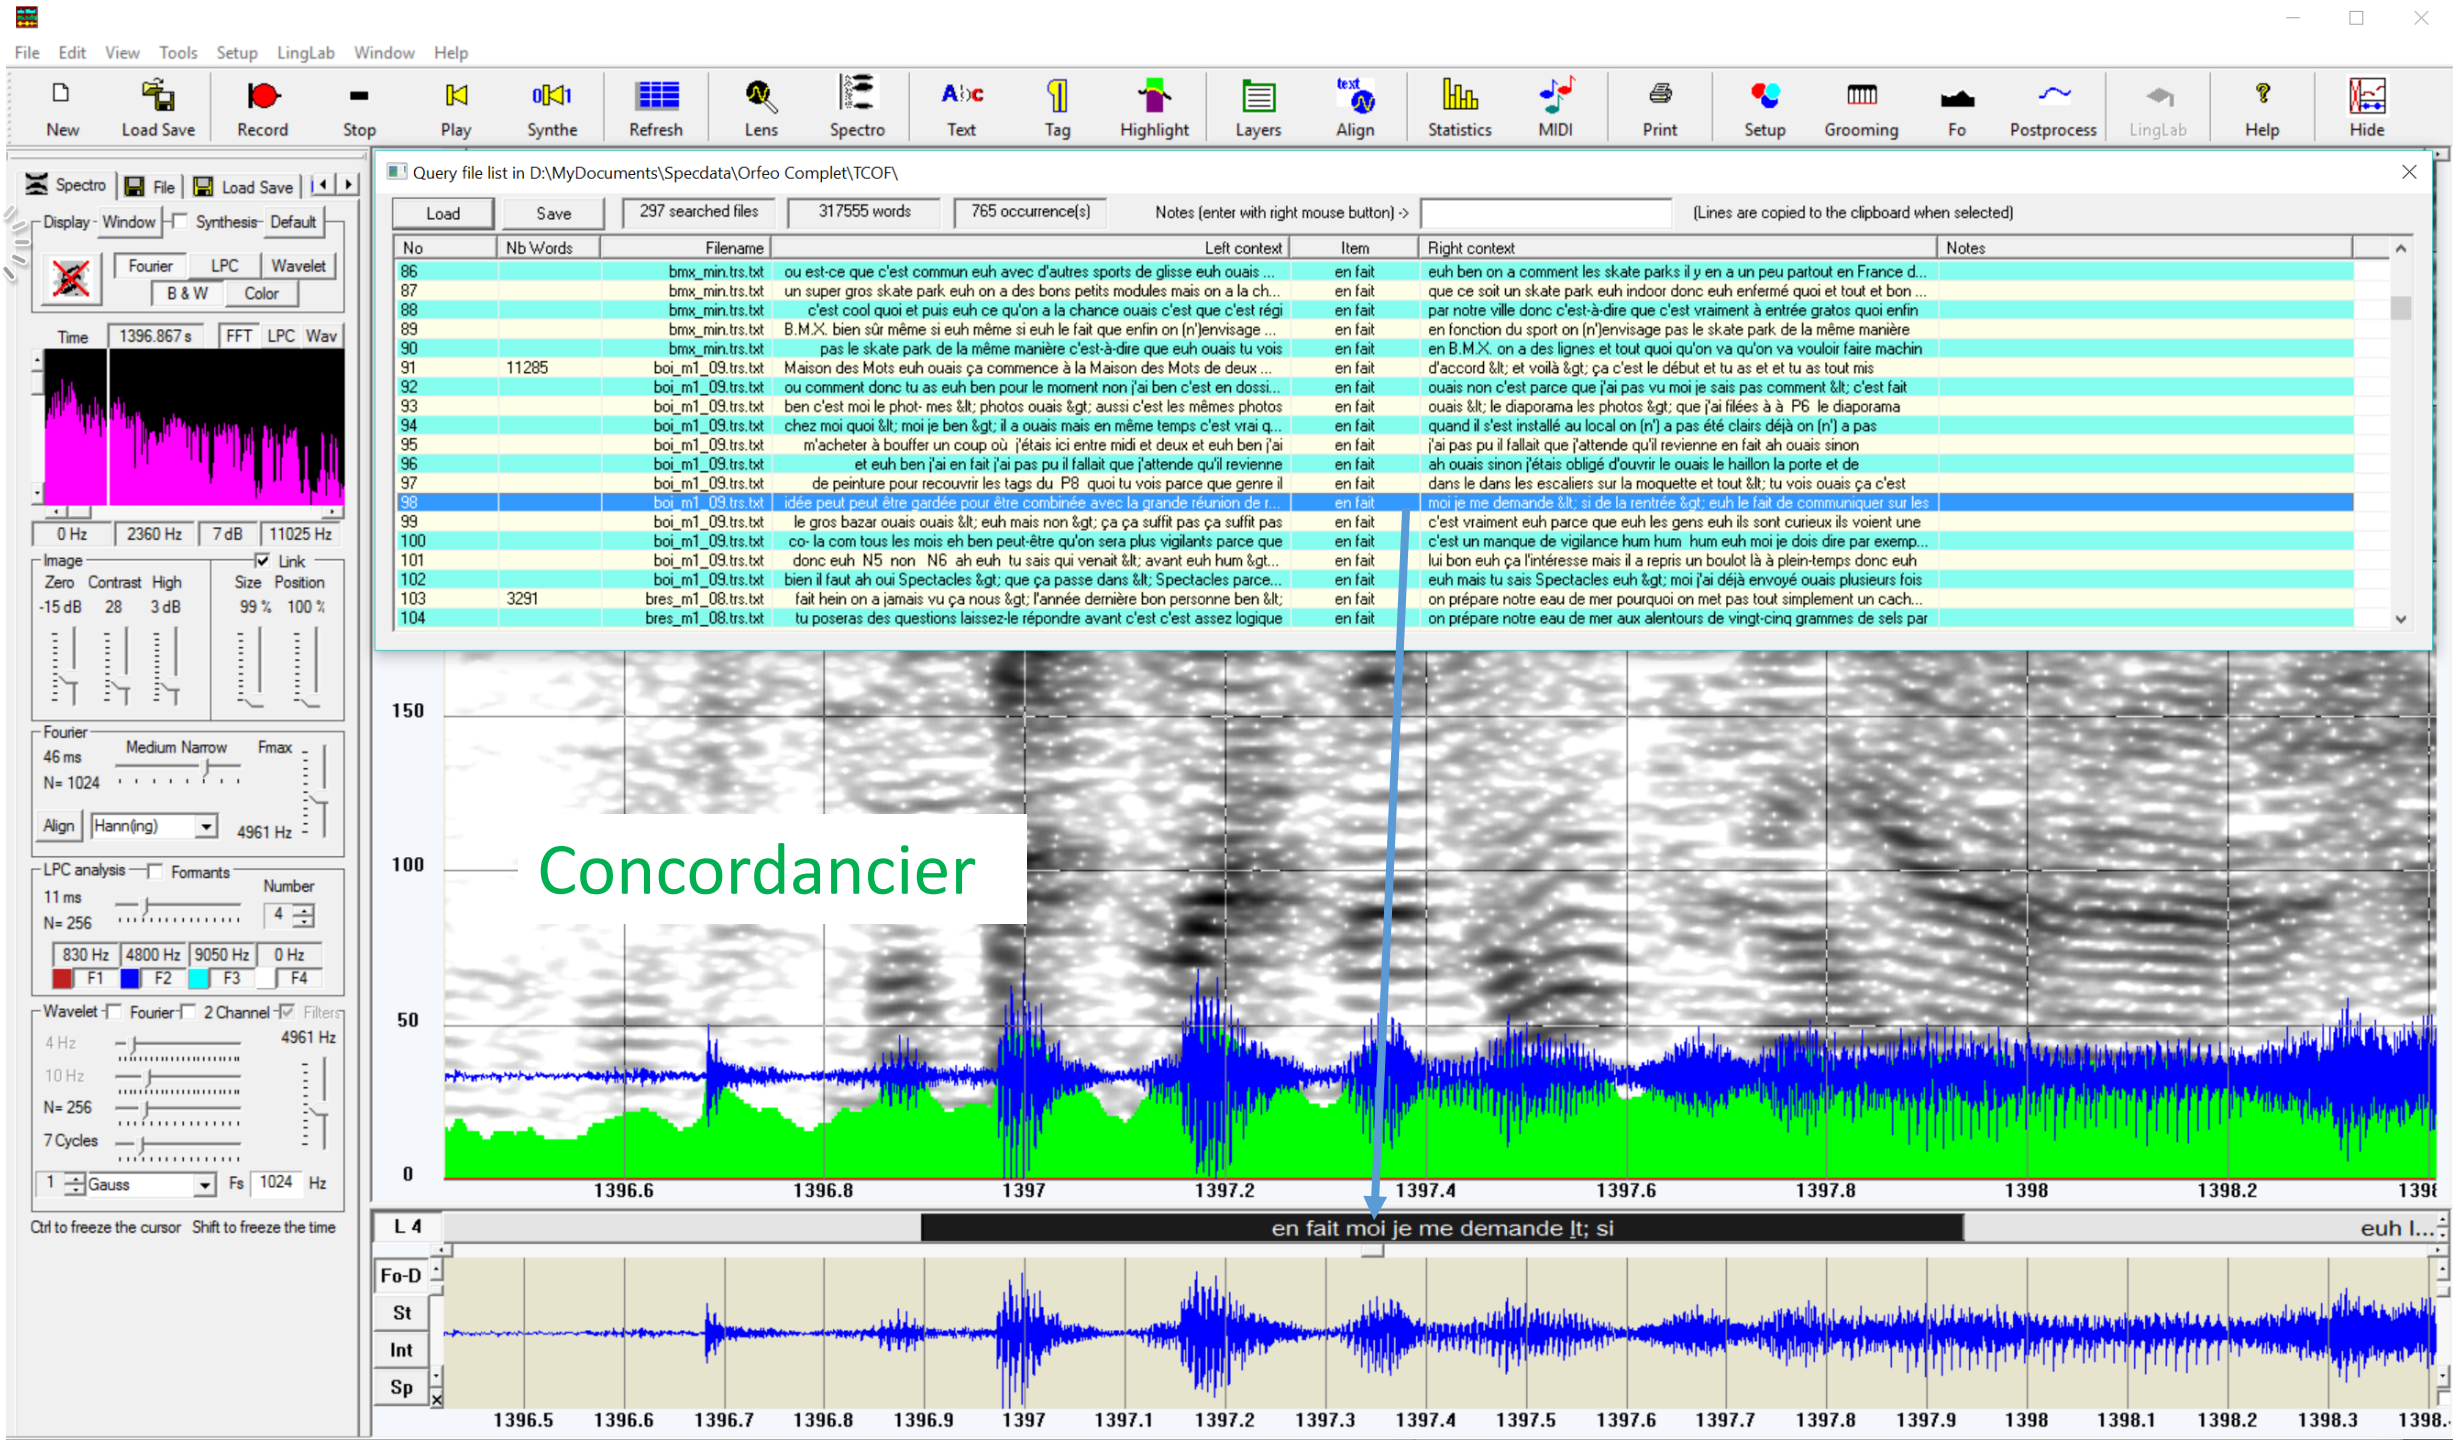 File Edit View Tools Setup LingLab Window Help
New Load Save Record Stop Play Synthe Refresh Lens Spectro Text Tag Highlight Layers Align Statistics MIDI Print Setup Grooming Fo Postprocess LingLab Help Hide
Spectro File Load Save
Display Window Synthesis Default
Fourier LPC Wavelet
B & W Color
Time 1396.867 s FFT LPC Wav
0 Hz 2360 Hz 7 dB 11025 Hz
Image Link
Zero Contrast High Size Position
-15 dB 28 3 dB 99 % 100 %
Fourier
46 ms Medium Narrow Fmax
N= 1024
Align Hann(ing) 4961 Hz
LPC analysis Formants
11 ms Number
N= 256 4
830 Hz 4800 Hz 9050 Hz 0 Hz
F1 F2 F3 F4
Wavelet Fourier 2 Channel Filters
4 Hz 4961 Hz
10 Hz
N= 256
7 Cycles
1 Gauss Fs 1024 Hz
Ctrl to freeze the cursor Shift to freeze the time
Query file list in D:\MyDocuments\Specdata\Orfeo Complet\TCOF\
Load Save 297 searched files 317555 words 765 occurrence(s) Notes (enter with right mouse button) -> (Lines are copied to the clipboard when selected)
No Nb Words Filename Left context Item Right context Notes
86 bmx_min.trs.txt ou est-ce que c'est commun euh avec d'autres sports de glisse euh ouais ... en fait euh ben on a comment les skate parks il y en a un peu partout en France d...
87 bmx_min.trs.txt un super gros skate park euh on a des bons petits modules mais on a la ch... en fait que ce soit un skate park euh indoor donc euh enfermé quoi et tout et bon ...
88 bmx_min.trs.txt c'est cool quoi et puis euh ce qu'on a la chance ouais c'est que c'est régi en fait par notre ville donc c'est-à-dire que c'est vraiment à entrée gratos quoi enfin
89 bmx_min.trs.txt B.M.X. bien sûr même si euh même si euh le fait que enfin on (n')envisage ... en fait en fonction du sport on (n')envisage pas le skate park de la même manière
90 bmx_min.trs.txt pas le skate park de la même manière c'est-à-dire que euh ouais tu vois en fait en B.M.X. on a des lignes et tout quoi qu'on va qu'on va vouloir faire machin
91 11285 boi_m1_09.trs.txt Maison des Mots euh ouais ça commence à la Maison des Mots de deux ... en fait d'accord &lt; et voilà &gt; ça c'est le début et tu as et et tu as tout mis
92 boi_m1_09.trs.txt ou comment donc tu as euh ben pour le moment non j'ai ben c'est en dossi... en fait ouais non c'est parce que j'ai pas vu moi je sais pas comment &lt; c'est fait
93 boi_m1_09.trs.txt ben c'est moi le phot- mes &lt; photos ouais &gt; aussi c'est les mêmes photos en fait ouais &lt; le diaporama les photos &gt; que j'ai filées à à P6 le diaporama
94 boi_m1_09.trs.txt chez moi quoi &lt; moi je ben &gt; il a ouais mais en même temps c'est vrai q... en fait quand il s'est installé au local on (n') a pas été clairs déjà on (n') a pas
95 boi_m1_09.trs.txt m'acheter à bouffer un coup où j'étais ici entre midi et deux et euh ben j'ai en fait j'ai pas pu il fallait que j'attende qu'il revienne en fait ah ouais sinon
96 boi_m1_09.trs.txt et euh ben j'ai en fait j'ai pas pu il fallait que j'attende qu'il revienne en fait ah ouais sinon j'étais obligé d'ouvrir le ouais le haillon la porte et de
97 boi_m1_09.trs.txt de peinture pour recouvrir les tags du P8 quoi tu vois parce que genre il en fait dans le dans les escaliers sur la moquette et tout &lt; tu vois ouais ça c'est
98 boi_m1_09.trs.txt idée peut peut être gardée pour être combinée avec la grande réunion de r... en fait moi je me demande &lt; si de la rentrée &gt; euh le fait de communiquer sur les
99 boi_m1_09.trs.txt le gros bazar ouais ouais &lt; euh mais non &gt; ça ça suffit pas ça suffit pas en fait c'est vraiment euh parce que euh les gens euh ils sont curieux ils voient une
100 boi_m1_09.trs.txt co- la com tous les mois eh ben peut-être qu'on sera plus vigilants parce que en fait c'est un manque de vigilance hum hum hum euh moi je dois dire par exemp...
101 boi_m1_09.trs.txt donc euh N5 non N6 ah euh tu sais qui venait &lt; avant euh hum &gt... en fait lui bon euh ça l'intéresse mais il a repris un boulot là à plein-temps donc euh
102 boi_m1_09.trs.txt bien il faut ah oui Spectacles &gt; que ça passe dans &lt; Spectacles parce... en fait euh mais tu sais Spectacles euh &gt; moi j'ai déjà envoyé ouais plusieurs fois
103 3291 bres_m1_08.trs.txt fait hein on a jamais vu ça nous &gt; l'année dernière bon personne ben &lt; en fait on prépare notre eau de mer pourquoi on met pas tout simplement un cach...
104 bres_m1_08.trs.txt tu poseras des questions laissez-le répondre avant c'est c'est assez logique en fait on prépare notre eau de mer aux alentours de vingt-cinq grammes de sels par
150
100
Concordancier
50
0
1396.6 1396.8 1397 1397.2 1397.4 1397.6 1397.8 1398 1398.2 139
L 4 en fait moi je me demande lt; si euh l...
Fo-D
St
Int
Sp
1396.5 1396.6 1396.7 1396.8 1396.9 1397 1397.1 1397.2 1397.3 1397.4 1397.5 1397.6 1397.7 1397.8 1397.9 1398 1398.1 1398.2 1398.3 1398.